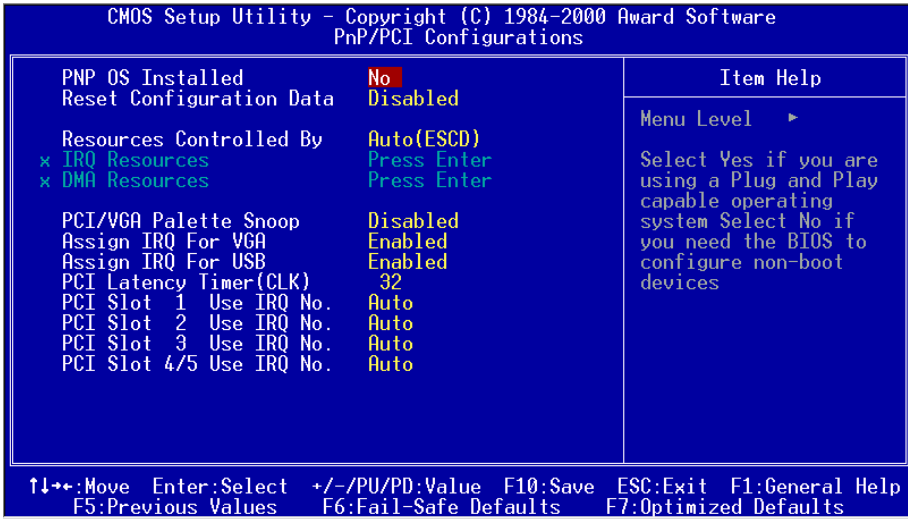 CMOS Setup Utility - Copyright (C) 1984-2000 Award Software
PnP/PCI Configurations
PNP OS Installed No
Reset Configuration Data Disabled
Resources Controlled By Auto(ESCD)
x IRQ Resources Press Enter
x DMA Resources Press Enter
PCI/VGA Palette Snoop Disabled
Assign IRQ For VGA Enabled
Assign IRQ For USB Enabled
PCI Latency Timer(CLK) 32
PCI Slot 1 Use IRQ No. Auto
PCI Slot 2 Use IRQ No. Auto
PCI Slot 3 Use IRQ No. Auto
PCI Slot 4/5 Use IRQ No. Auto
Item Help
Menu Level ►
Select Yes if you are
using a Plug and Play
capable operating
system Select No if
you need the BIOS to
configure non-boot
devices
↑↓→←:Move Enter:Select +/-/PU/PD:Value F10:Save ESC:Exit F1:General Help
F5:Previous Values F6:Fail-Safe Defaults F7:Optimized Defaults